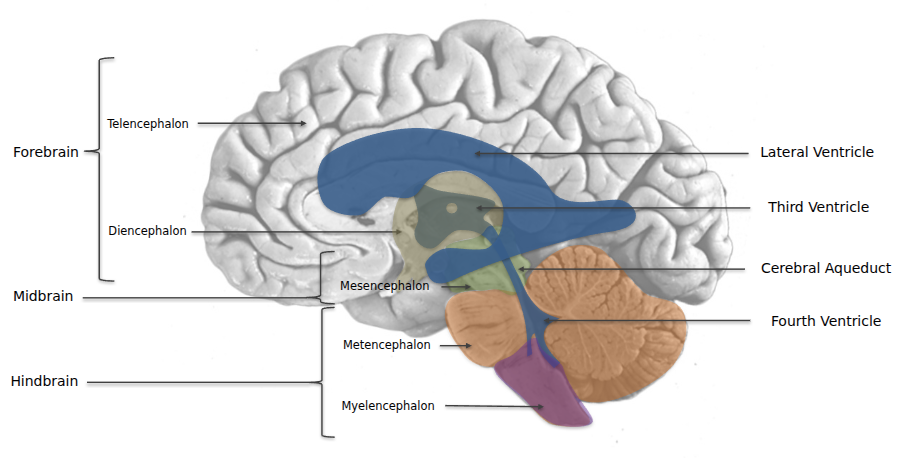 Telencephalon
Forebrain
Diencephalon
Midbrain
Mesencephalon
Metencephalon
Hindbrain
Myelencephalon
Lateral Ventricle
Third Ventricle
Cerebral Aqueduct
Fourth Ventricle